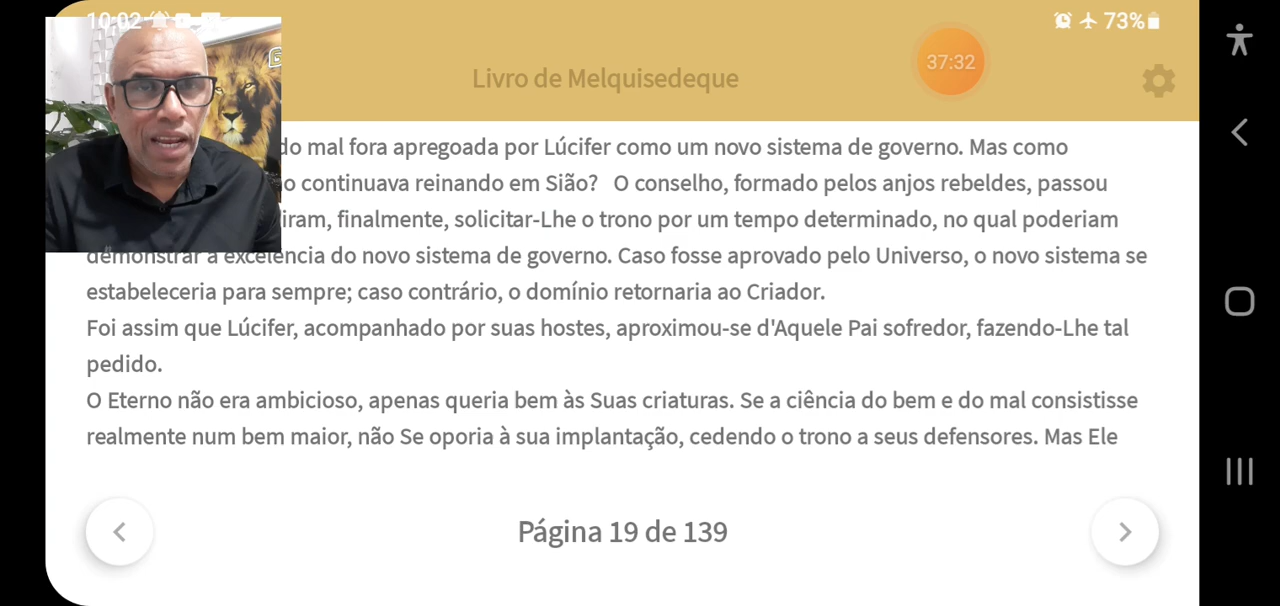 10:02
73%
Livro de Melquisedeque
37:32
do mal fora apregoada por Lúcifer como um novo sistema de governo. Mas como
continuava reinando em Sião? O conselho, formado pelos anjos rebeldes, passou
finalmente, solicitar-Lhe o trono por um tempo determinado, no qual poderiam
demonstrar a excelência do novo sistema de governo. Caso fosse aprovado pelo Universo, o novo sistema se
estabeleceria para sempre; caso contrário, o domínio retornaria ao Criador.
Foi assim que Lúcifer, acompanhado por suas hostes, aproximou-se d'Aquele Pai sofredor, fazendo-Lhe tal
pedido.
O Eterno não era ambicioso, apenas queria bem às Suas criaturas. Se a ciência do bem e do mal consistisse
realmente num bem maior, não Se oporia à sua implantação, cedendo o trono a seus defensores. Mas Ele
Página 19 de 139